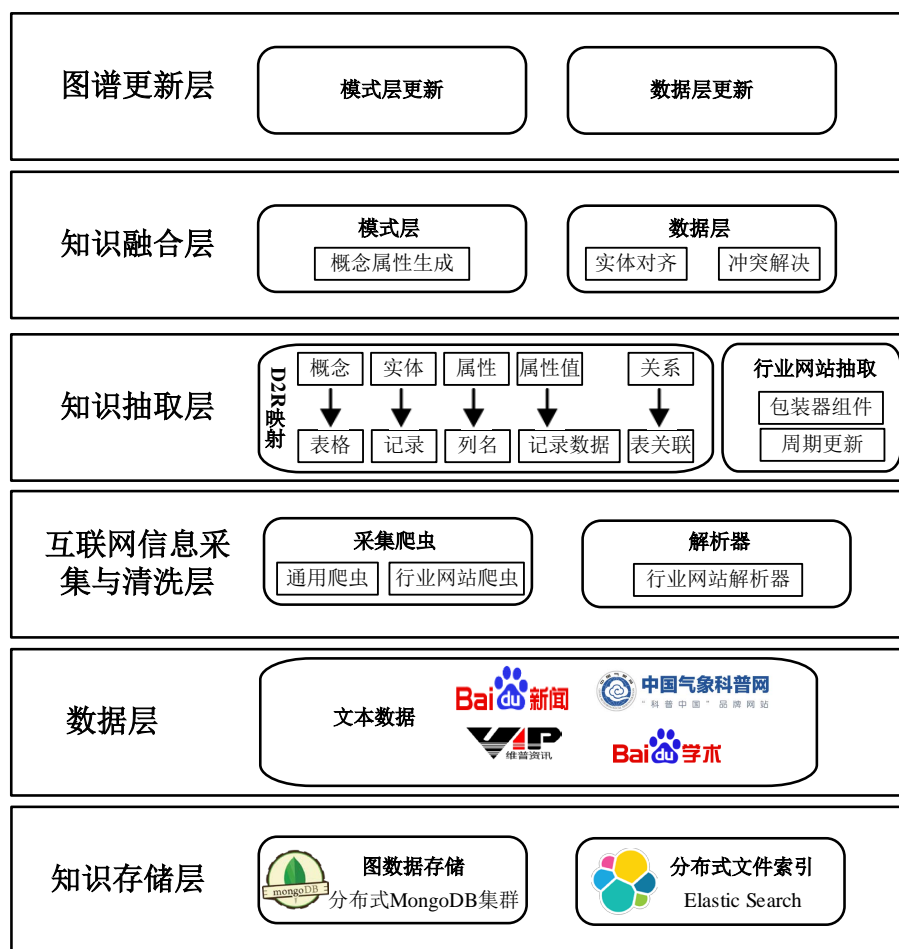 图谱更新层
模式层更新
数据层更新
知识融合层
模式层
概念属性生成
数据层
实体对齐
冲突解决
知识抽取层
D2R映射
概念
实体
属性
属性值
关系
表格
记录
列名
记录数据
表关联
行业网站抽取
包装器组件
周期更新
互联网信息采
集与清洗层
采集爬虫
通用爬虫
行业网站爬虫
解析器
行业网站解析器
数据层
文本数据
Bai du 新闻
中国气象科普网
“科普中国”品牌网站
VIP
维普资讯
Bai du 学术
知识存储层
mongoDB
图数据存储
分布式MongoDB集群
分布式文件索引
Elastic Search